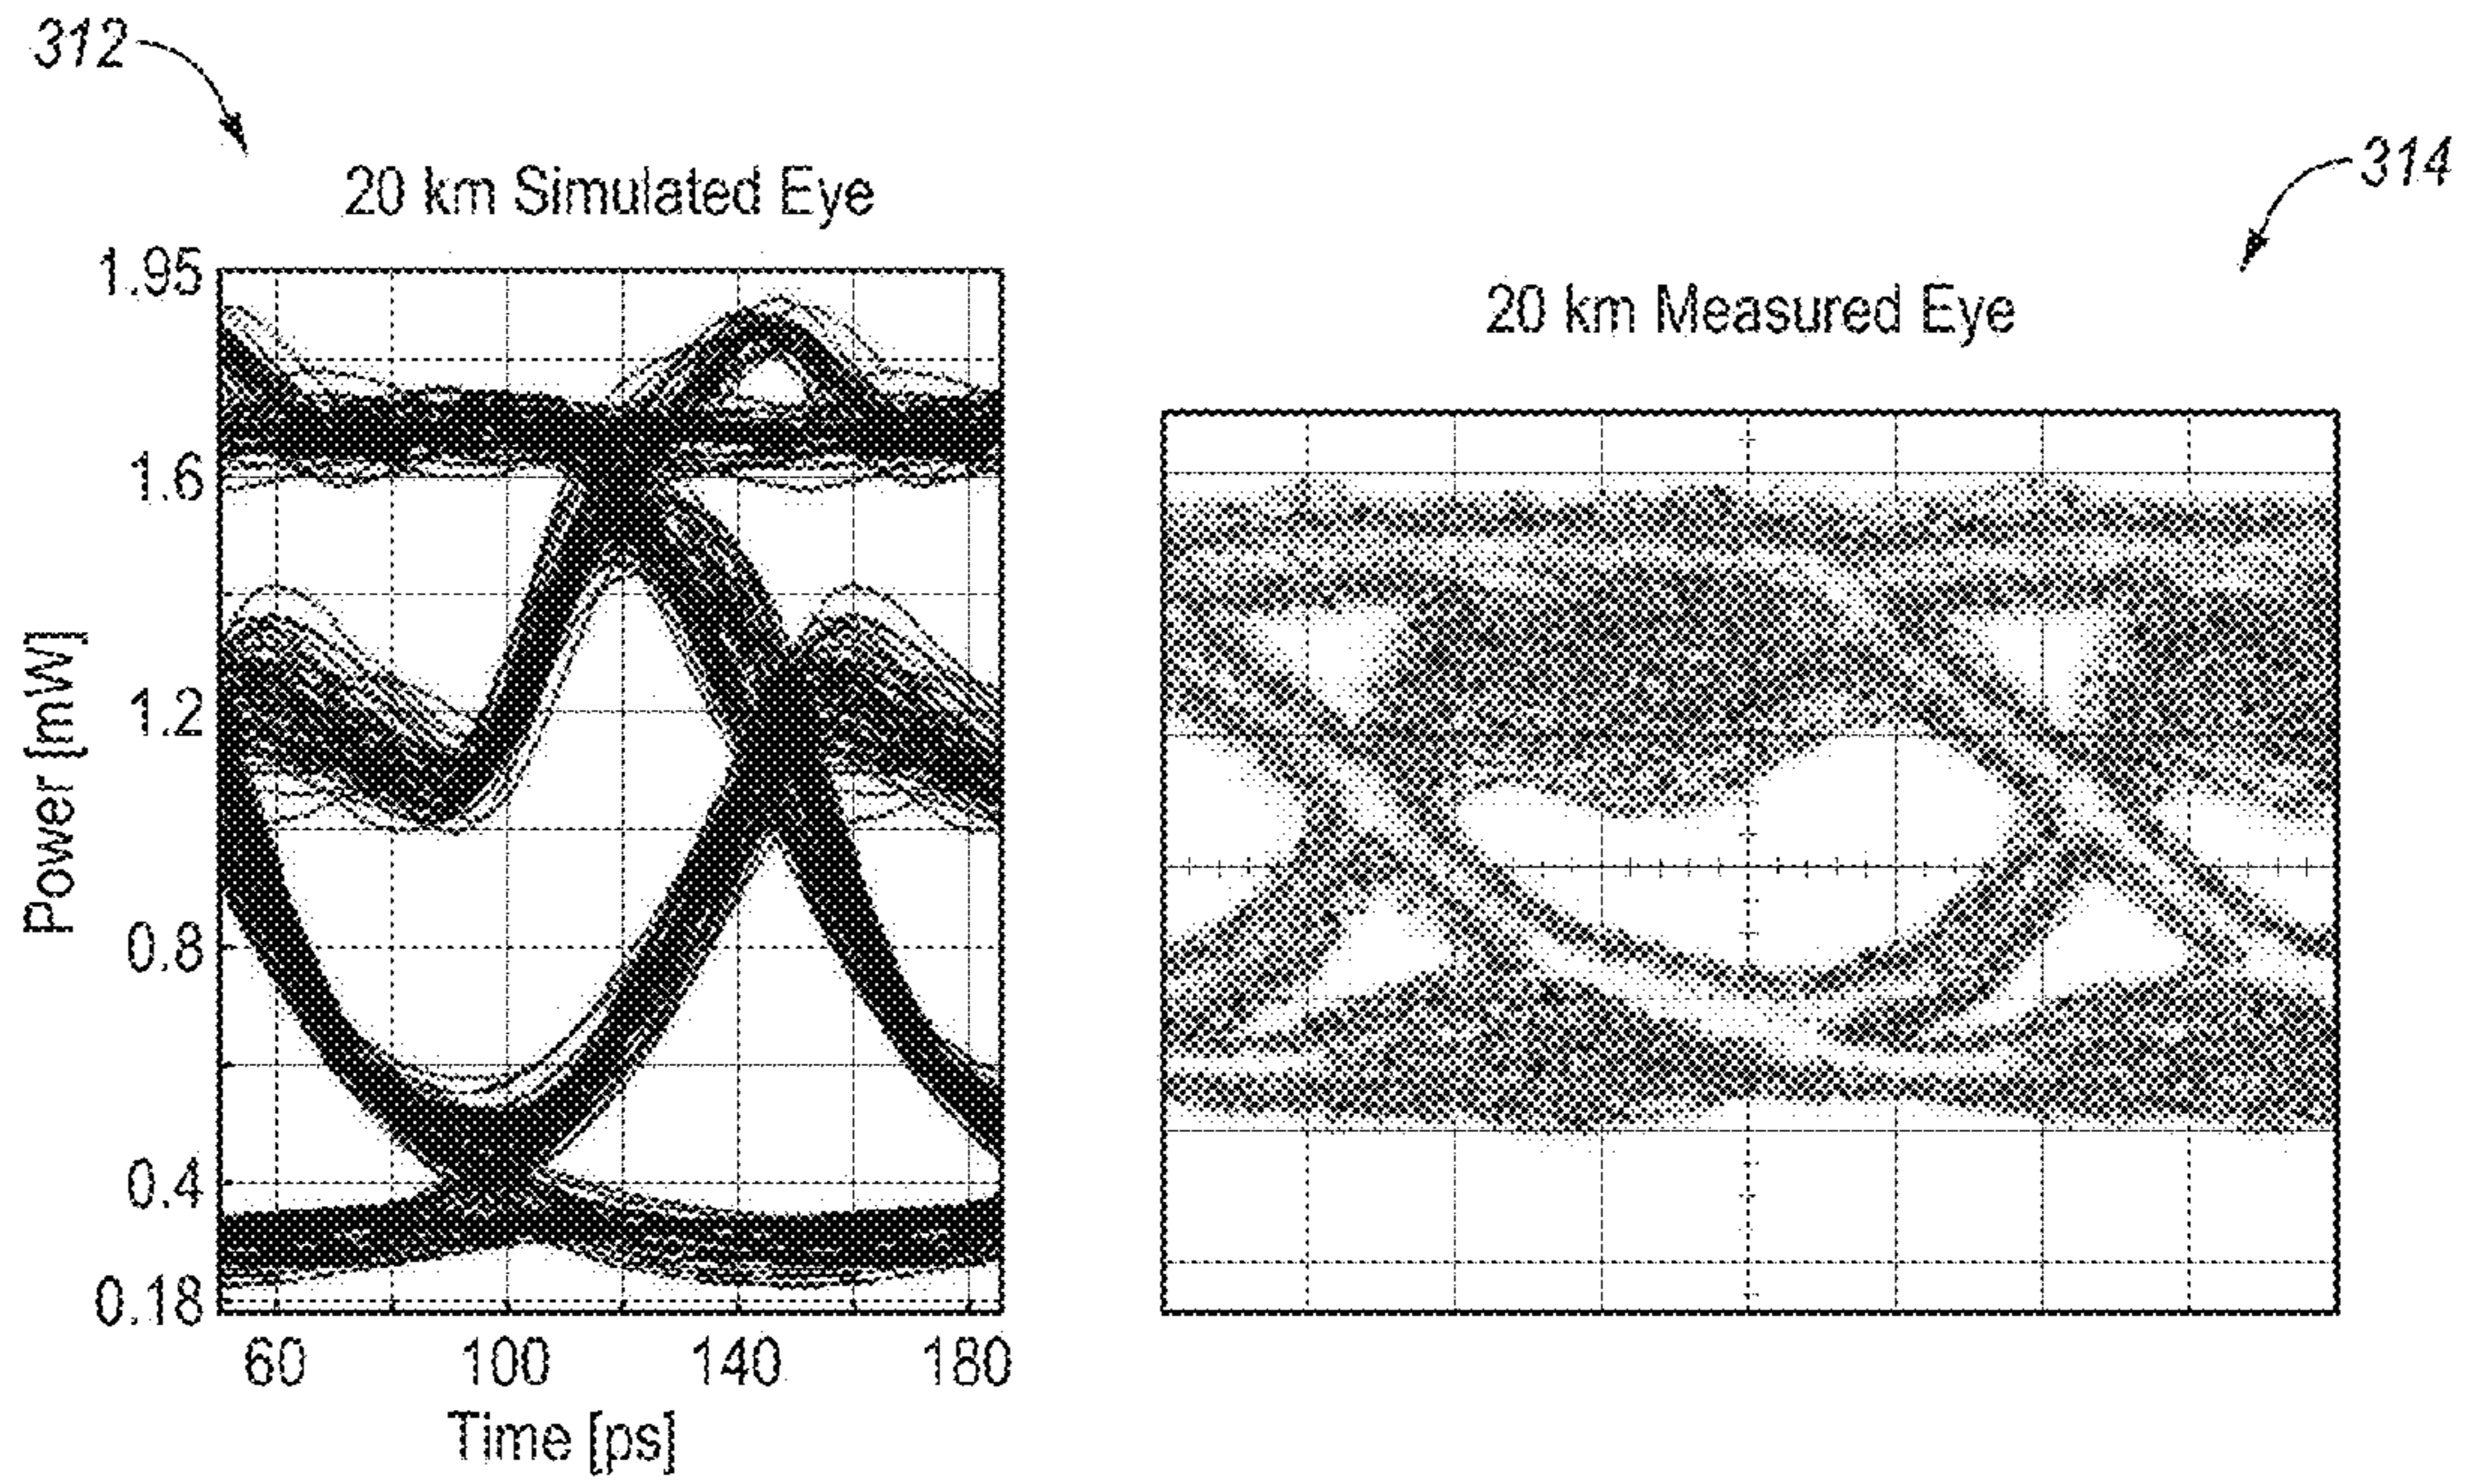 312
20 km Simulated Eye
1.95
1.6
1.2
0.8
0.4
0.18
Power [mW]
60 100 140 180
Time [ps]
314
20 km Measured Eye